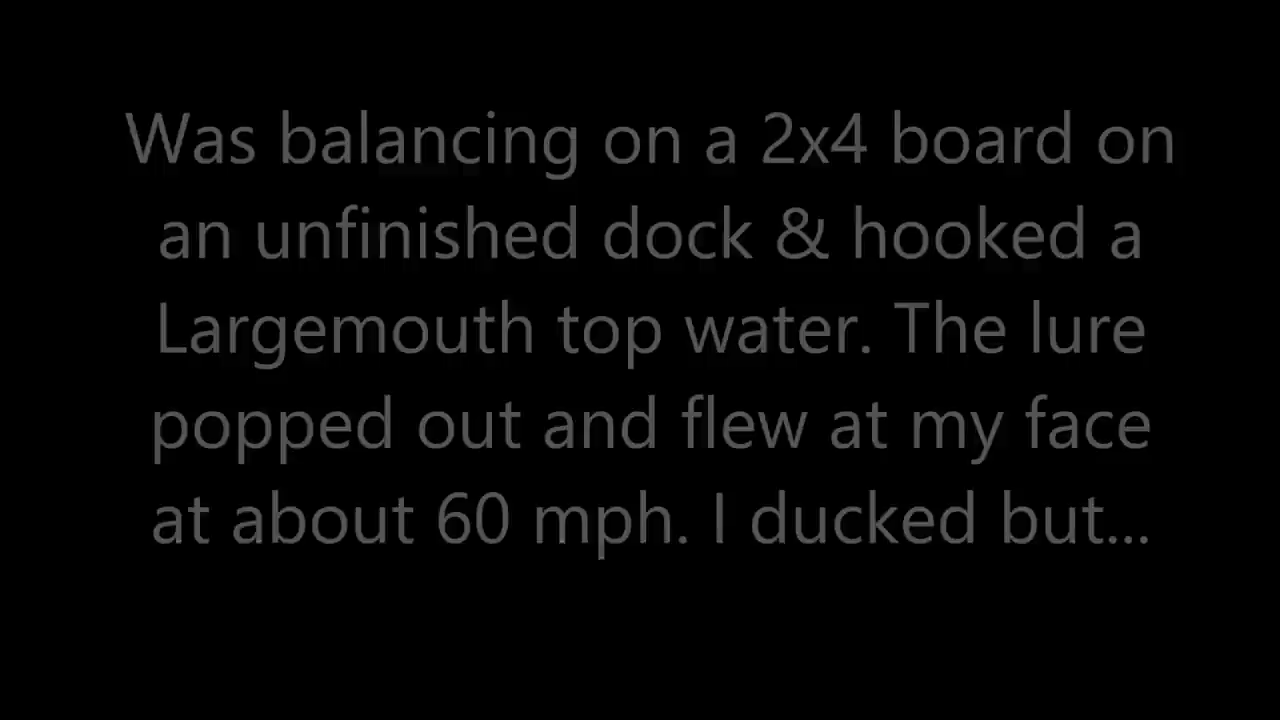 Was balancing on a 2x4 board on
an unfinished dock & hooked a
Largemouth top water. The lure
popped out and flew at my face
at about 60 mph. I ducked but...